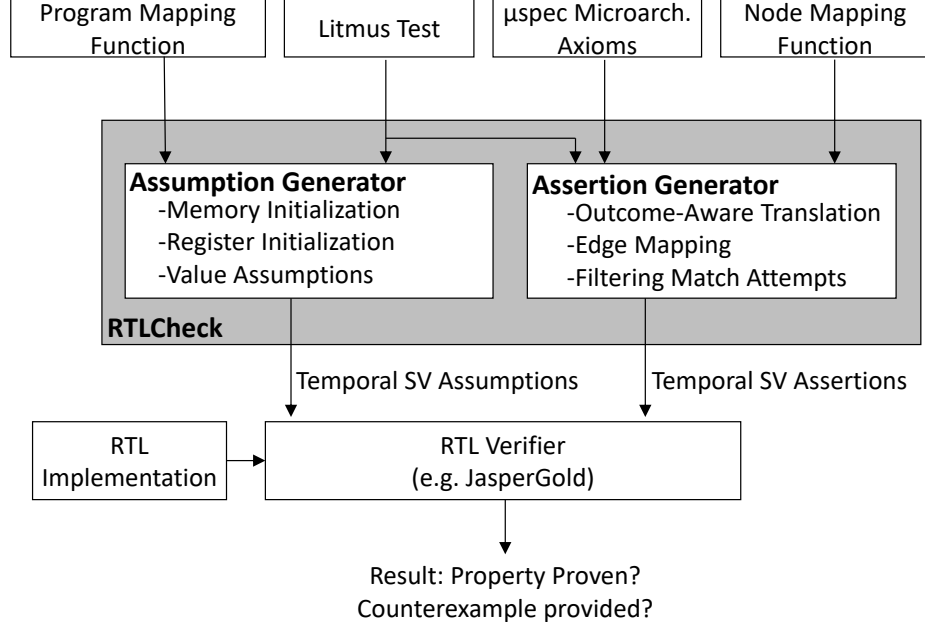 Program Mapping
Function
Litmus Test
μspec Microarch.
Axioms
Node Mapping
Function
Assumption Generator
-Memory Initialization
-Register Initialization
-Value Assumptions
Assertion Generator
-Outcome-Aware Translation
-Edge Mapping
-Filtering Match Attempts
RTLCheck
Temporal SV Assumptions
Temporal SV Assertions
RTL
Implementation
RTL Verifier
(e.g. JasperGold)
Result: Property Proven?
Counterexample provided?